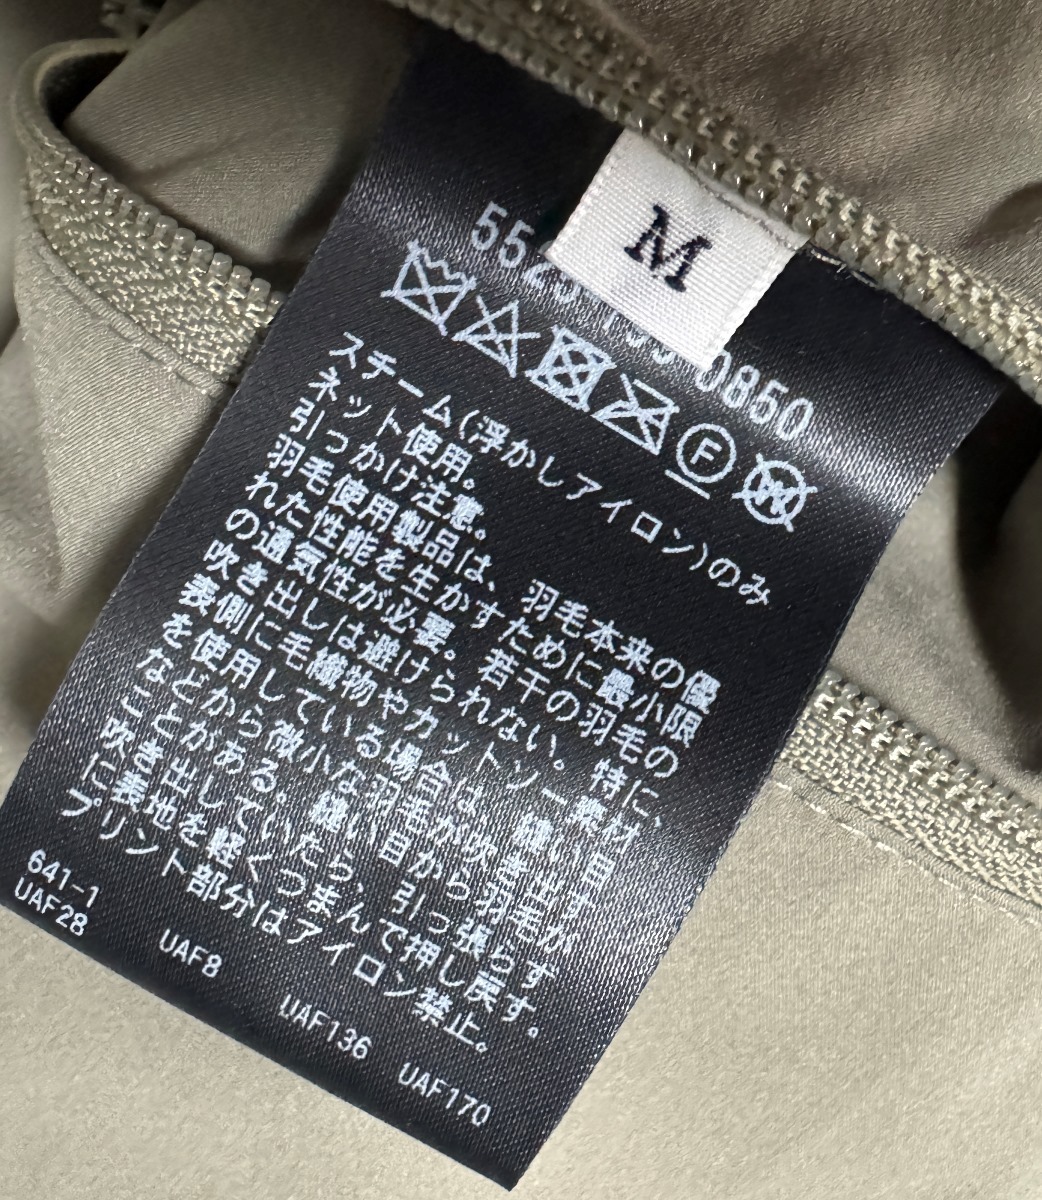 M
0850
F
W
スチーム(浮かしアイロン)のみ
ネット使用。
引っかけ注意。
羽毛使用製品は、羽毛本来の優
れた性能を生かすために最小限
の通気性が必要。若干の羽毛の
吹き出しは避けられない。特に、
表側に毛織物やカットソー素材
を使用している場合は、縫い目
などから微小な羽毛が吹き出す
ことがある。縫い目から羽毛が
吹き出していたら、引っ張らず
に表地を軽くつまんで押し戻す。
プリント部分はアイロン禁止。
641-1
UAF28 UAF8 UAF136 UAF170